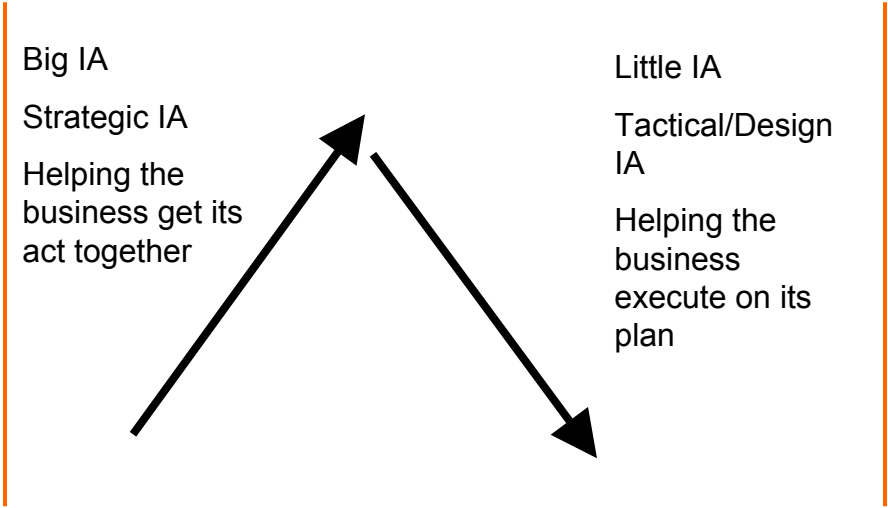 Big IA
Strategic IA
Helping the
business get its
act together
Little IA
Tactical/Design
IA
Helping the
business
execute on its
plan